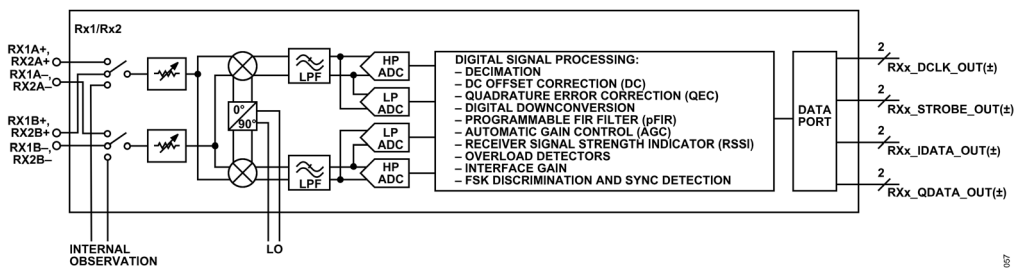 Rx1/Rx2
RX1A+,
RX2A+
RX1A–,
RX2A–
RX1B+,
RX2B+
RX1B–,
RX2B–
LPF
0°
90°
LPF
HP
ADC
LP
ADC
LP
ADC
HP
ADC
DIGITAL SIGNAL PROCESSING:
– DECIMATION
– DC OFFSET CORRECTION (DC)
– QUADRATURE ERROR CORRECTION (QEC)
– DIGITAL DOWNCONVERSION
– PROGRAMMABLE FIR FILTER (pFIR)
– AUTOMATIC GAIN CONTROL (AGC)
– RECEIVER SIGNAL STRENGTH INDICATOR (RSSI)
– OVERLOAD DETECTORS
– INTERFACE GAIN
– FSK DISCRIMINATION AND SYNC DETECTION
DATA
PORT
2
RXx_DCLK_OUT(±)
2
RXx_STROBE_OUT(±)
2
RXx_IDATA_OUT(±)
2
RXx_QDATA_OUT(±)
INTERNAL
OBSERVATION
LO
057